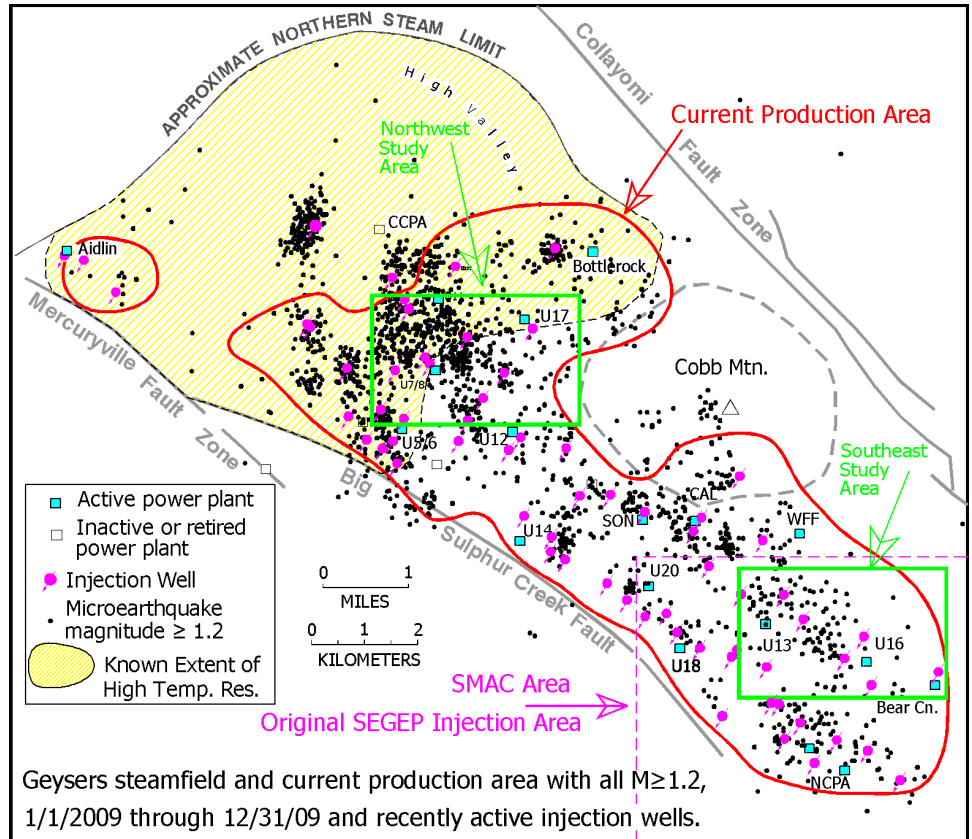 APPROXIMATE NORTHERN STEAM LIMIT
High Valley
Collayomi
Fault
Zone
Current Production Area
Northwest
Study
Area
CCPA
Aidlin
Bottlerock
U17
Mercuryville Fault
Zone
U7/8
Cobb Mtn.
U5/6
U12
Big
Sulphur Creek Fault
Southeast
Study
Area
CAL
SON
WFF
U14
U20
U13
U16
U18
Bear Cn.
NCPA
Active power plant
Inactive or retired
power plant
Injection Well
Microearthquake
magnitude ≥ 1.2
Known Extent of
High Temp. Res.
0 1
MILES
0 1 2
KILOMETERS
SMAC Area
Original SEGEP Injection Area
Geysers steamfield and current production area with all M≥1.2,
1/1/2009 through 12/31/09 and recently active injection wells.